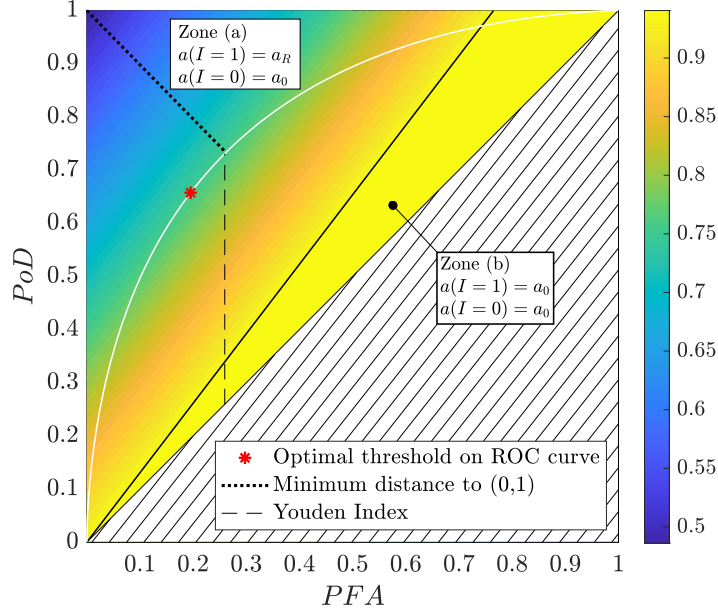 1
0.9
0.8
0.7
0.6
0.5
0.4
0.3
0.2
0.1
0
PoD
Zone (a)
a(I = 1) = a_R
a(I = 0) = a_0
Zone (b)
a(I = 1) = a_0
a(I = 0) = a_0
Optimal threshold on ROC curve
Minimum distance to (0,1)
Youden Index
0.1 0.2 0.3 0.4 0.5 0.6 0.7 0.8 0.9 1
PFA
0.9
0.85
0.8
0.75
0.7
0.65
0.6
0.55
0.5